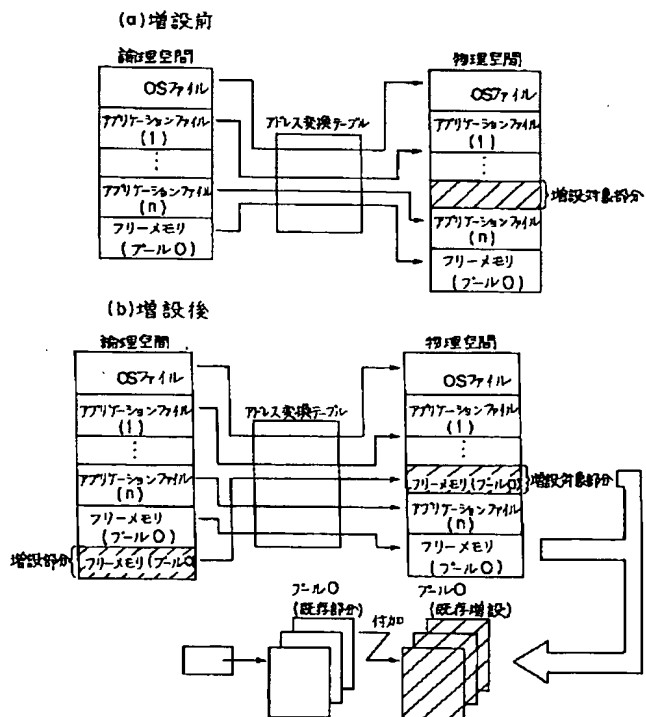 (a)増設前
論理空間
物理空間
OSファイル
OSファイル
アドレス変換テーブル
アプリケーションファイル
(1)
アプリケーションファイル
(1)
⋮
⋮
増設対象部分
アプリケーションファイル
(n)
アプリケーションファイル
(n)
フリーメモリ
(プール0)
フリーメモリ
(プール0)
(b)増設後
論理空間
物理空間
OSファイル
OSファイル
アドレス変換テーブル
アプリケーションファイル
(1)
アプリケーションファイル
(1)
⋮
⋮
アプリケーションファイル
(n)
フリーメモリ(プール0)
増設対象部分
アプリケーションファイル
(n)
フリーメモリ
(プール0)
フリーメモリ
(プール0)
増設部分
フリーメモリ(プール0
プール0
(既存部分)
付加
プール0
(既存増設)